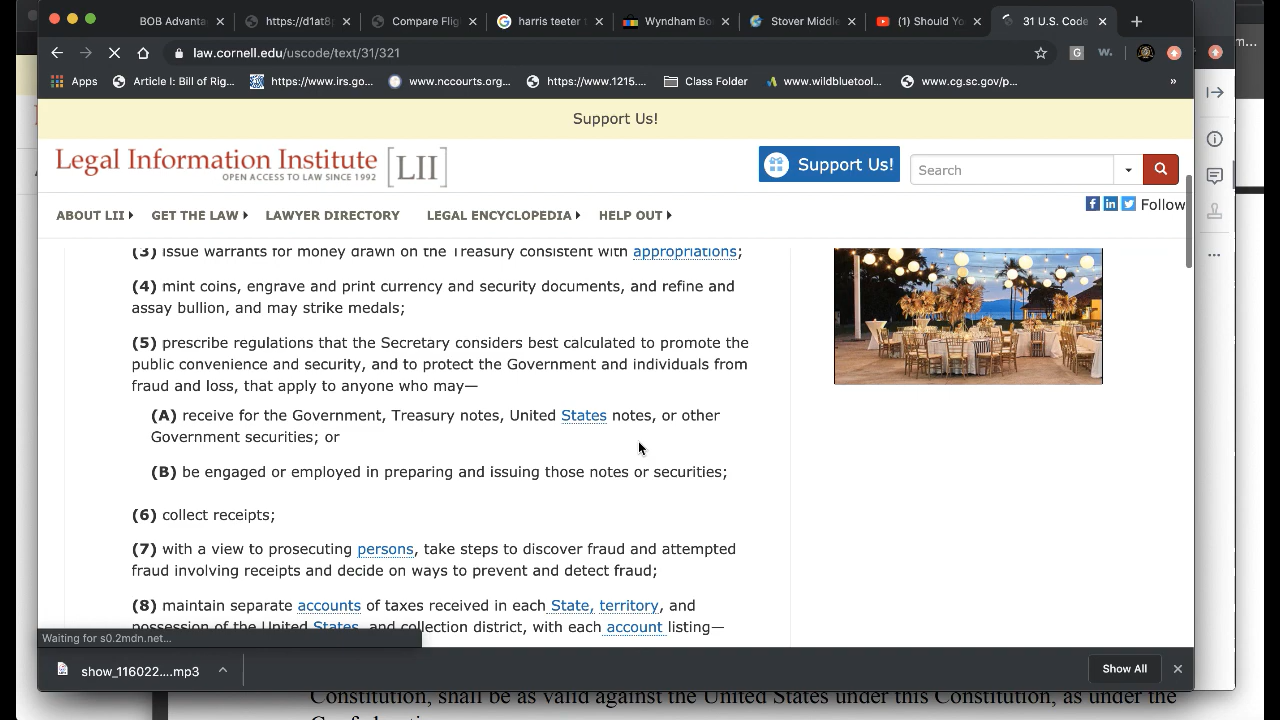 BOB Advanta
https://d1at8
Compare Flig
harris teeter
Wyndham Bo
Stover Middle
(1) Should Yo
31 U.S. Code
law.cornell.edu/uscode/text/31/321
Apps
Article I: Bill of Rig...
https://www.irs.go...
www.nccourts.org...
https://www.1215....
Class Folder
www.wildbluetool...
www.cg.sc.gov/p...
»
Support Us!
Legal Information Institute [LII]
OPEN ACCESS TO LAW SINCE 1992
Support Us!
Search
ABOUT LII GET THE LAW LAWYER DIRECTORY LEGAL ENCYCLOPEDIA HELP OUT
Follow
(3) issue warrants for money drawn on the Treasury consistent with appropriations;
(4) mint coins, engrave and print currency and security documents, and refine and
assay bullion, and may strike medals;
(5) prescribe regulations that the Secretary considers best calculated to promote the
public convenience and security, and to protect the Government and individuals from
fraud and loss, that apply to anyone who may—
(A) receive for the Government, Treasury notes, United States notes, or other
Government securities; or
(B) be engaged or employed in preparing and issuing those notes or securities;
(6) collect receipts;
(7) with a view to prosecuting persons, take steps to discover fraud and attempted
fraud involving receipts and decide on ways to prevent and detect fraud;
(8) maintain separate accounts of taxes received in each State, territory, and
possession of the United States, and collection district, with each account listing—
Waiting for s0.2mdn.net...
show_116022....mp3
Show All
Constitution, shall be as valid against the United States under this Constitution, as under the